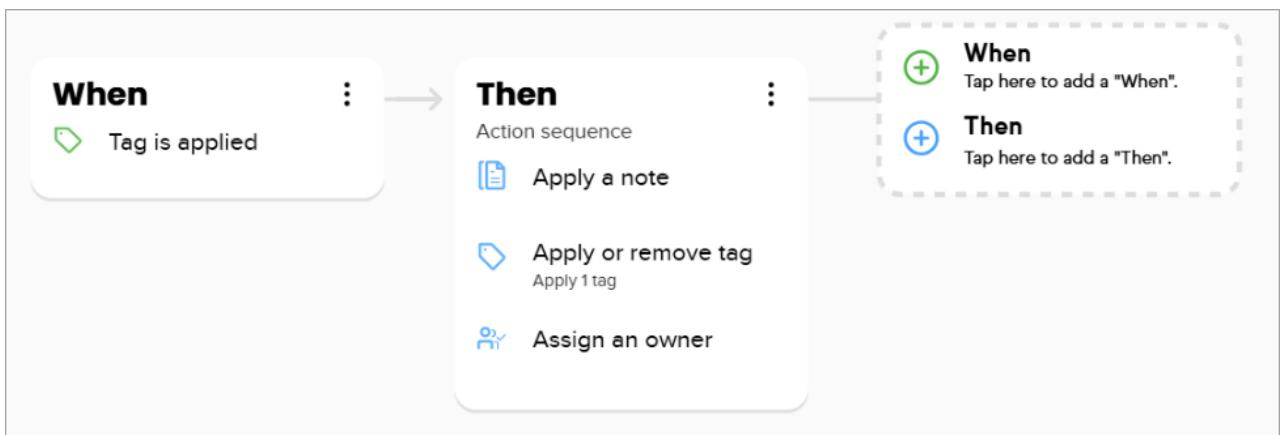 When
Tag is applied
Then
Action sequence
Apply a note
Apply or remove tag
Apply 1 tag
Assign an owner
When
Tap here to add a "When".
Then
Tap here to add a "Then".